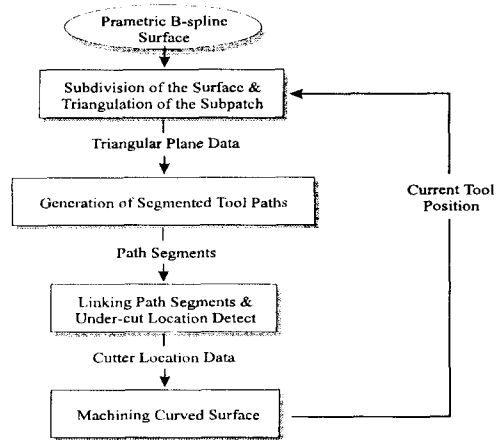 Prametric B-spline
Surface
Subdivision of the Surface &
Triangulation of the Subpatch
Triangular Plane Data
Current Tool
Position
Generation of Segmented Tool Paths
Path Segments
Linking Path Segments &
Under-cut Location Detect
Cutter Location Data
Machining Curved Surface